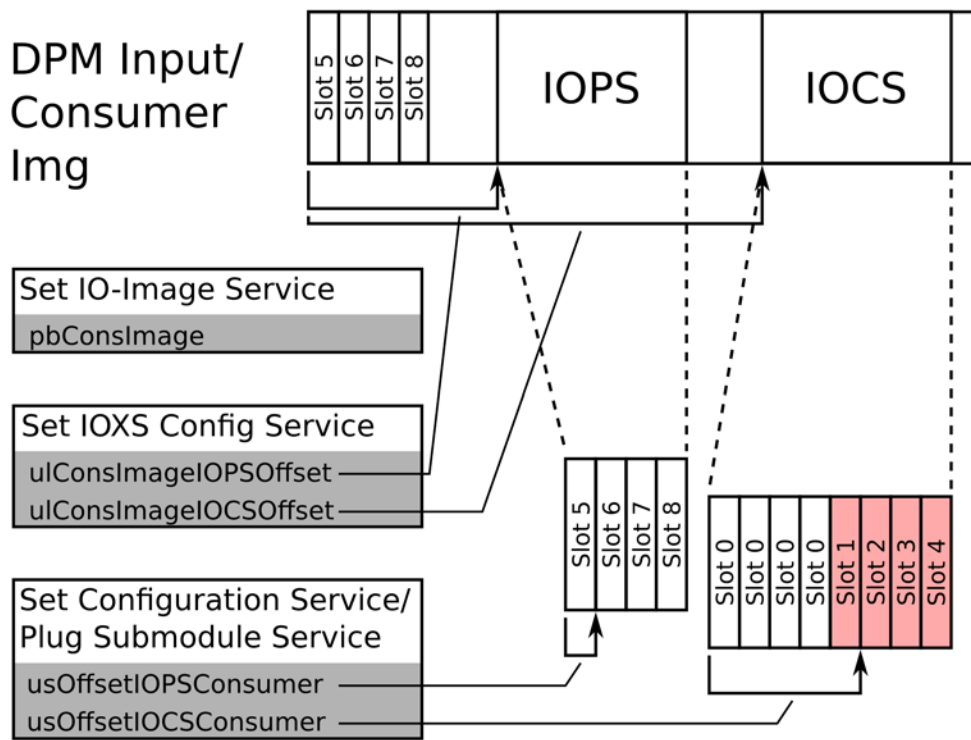 DPM Input/
Consumer
Img
Slot 5
Slot 6
Slot 7
Slot 8
IOPS
IOCS
Set IO-Image Service
pbConsImage
Set IOXS Config Service
ulConsImageIOPSOffset
ulConsImageIOCSOffset
Slot 5
Slot 6
Slot 7
Slot 8
Slot 0
Slot 0
Slot 0
Slot 0
Slot 1
Slot 2
Slot 3
Slot 4
Set Configuration Service/
Plug Submodule Service
usOffsetIOPSConsumer
usOffsetIOCSConsumer